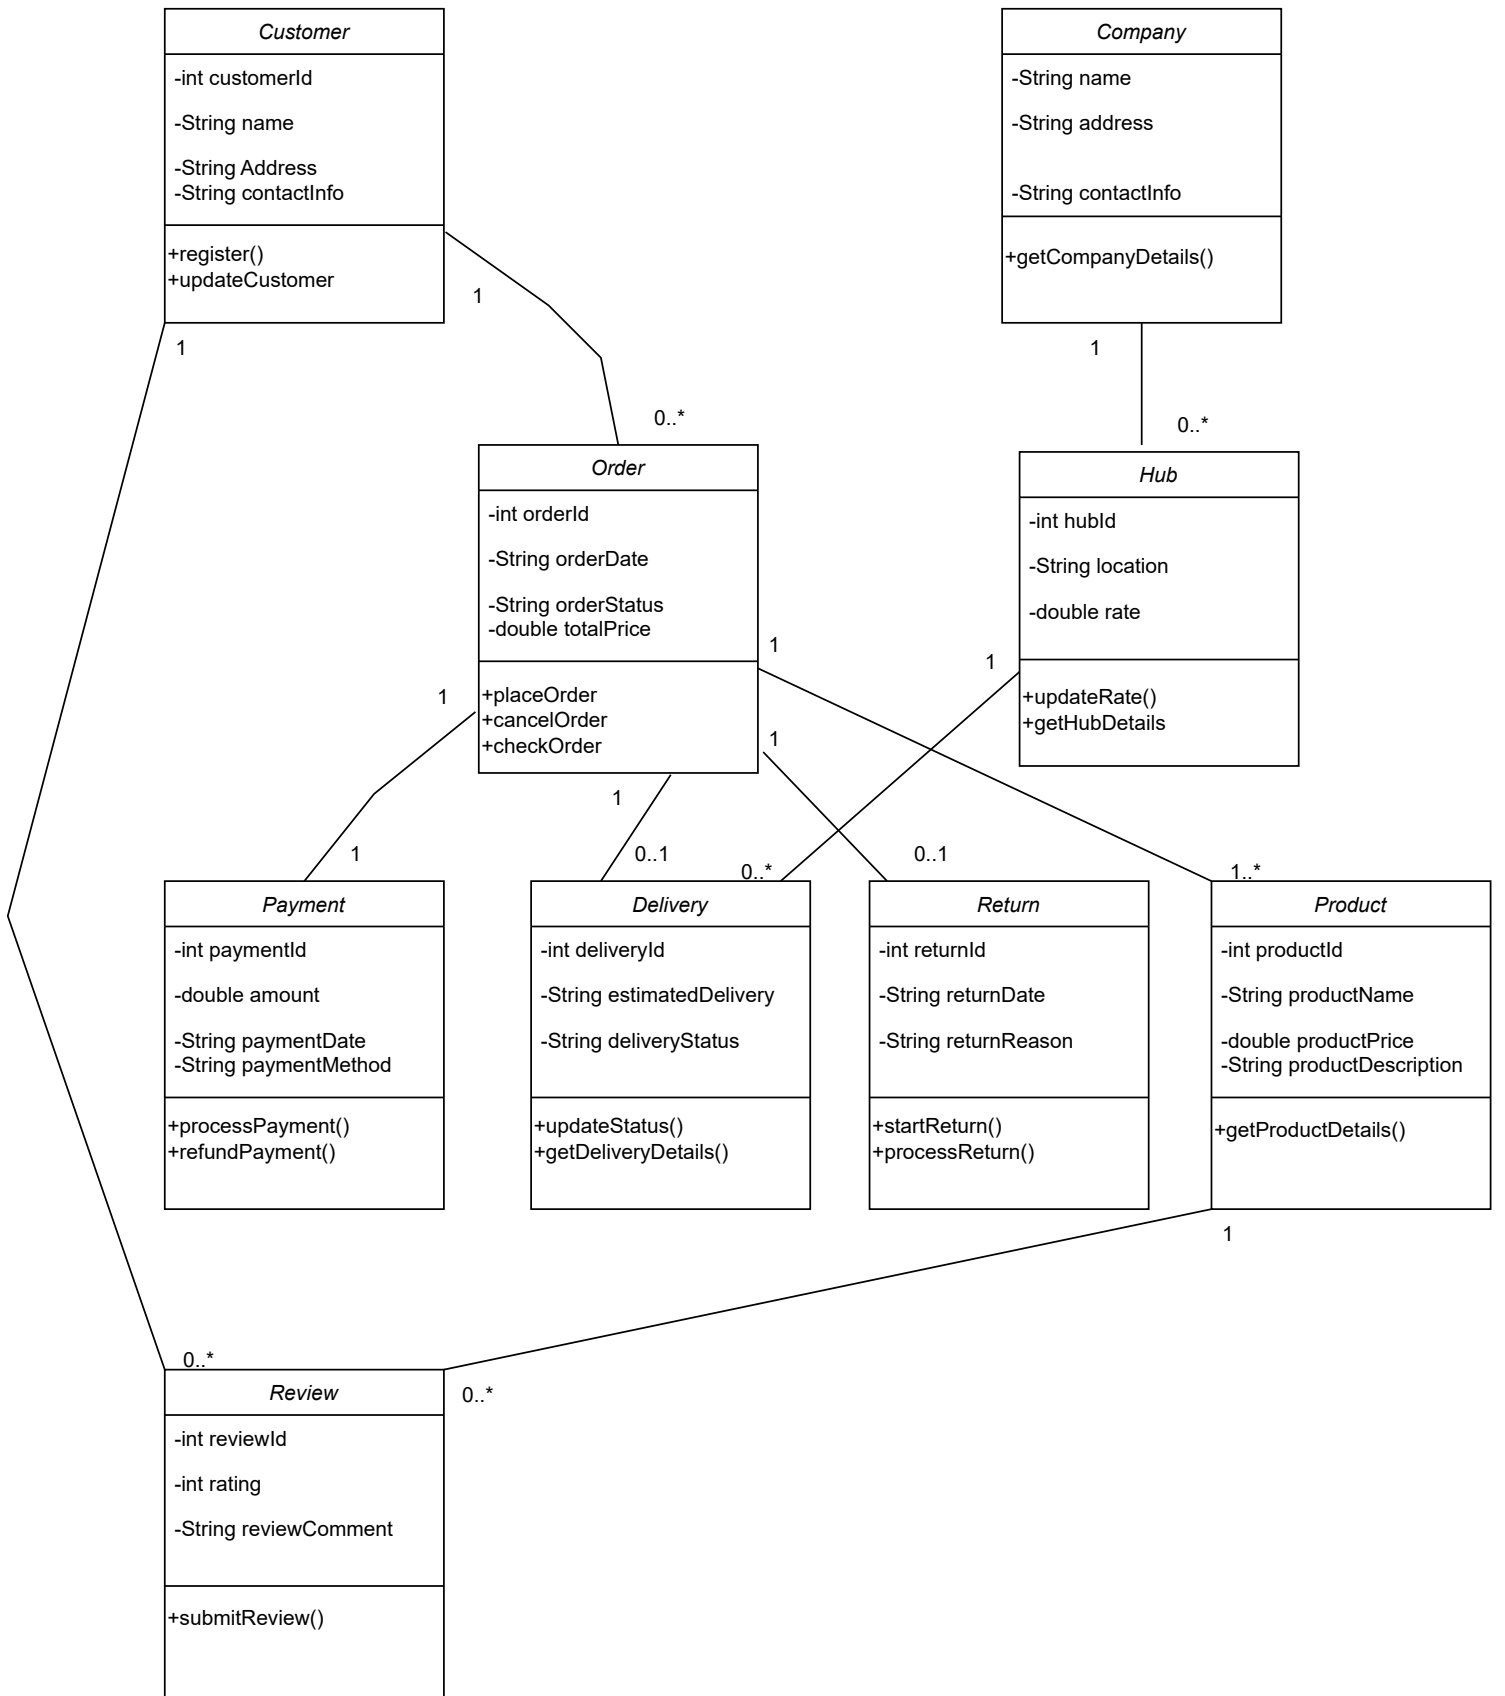 Customer
-int customerId
-String name
-String Address
-String contactInfo
+register()
+updateCustomer
Company
-String name
-String address
-String contactInfo
+getCompanyDetails()
1
1
1
0..*
0..*
Order
-int orderId
-String orderDate
-String orderStatus
-double totalPrice
+placeOrder
+cancelOrder
+checkOrder
Hub
-int hubId
-String location
-double rate
+updateRate()
+getHubDetails
1
1
1
1
1
1
0..1
0..*
0..1
1..*
Payment
-int paymentId
-double amount
-String paymentDate
-String paymentMethod
+processPayment()
+refundPayment()
Delivery
-int deliveryId
-String estimatedDelivery
-String deliveryStatus
+updateStatus()
+getDeliveryDetails()
Return
-int returnId
-String returnDate
-String returnReason
+startReturn()
+processReturn()
Product
-int productId
-String productName
-double productPrice
-String productDescription
+getProductDetails()
1
0..*
0..*
Review
-int reviewId
-int rating
-String reviewComment
+submitReview()